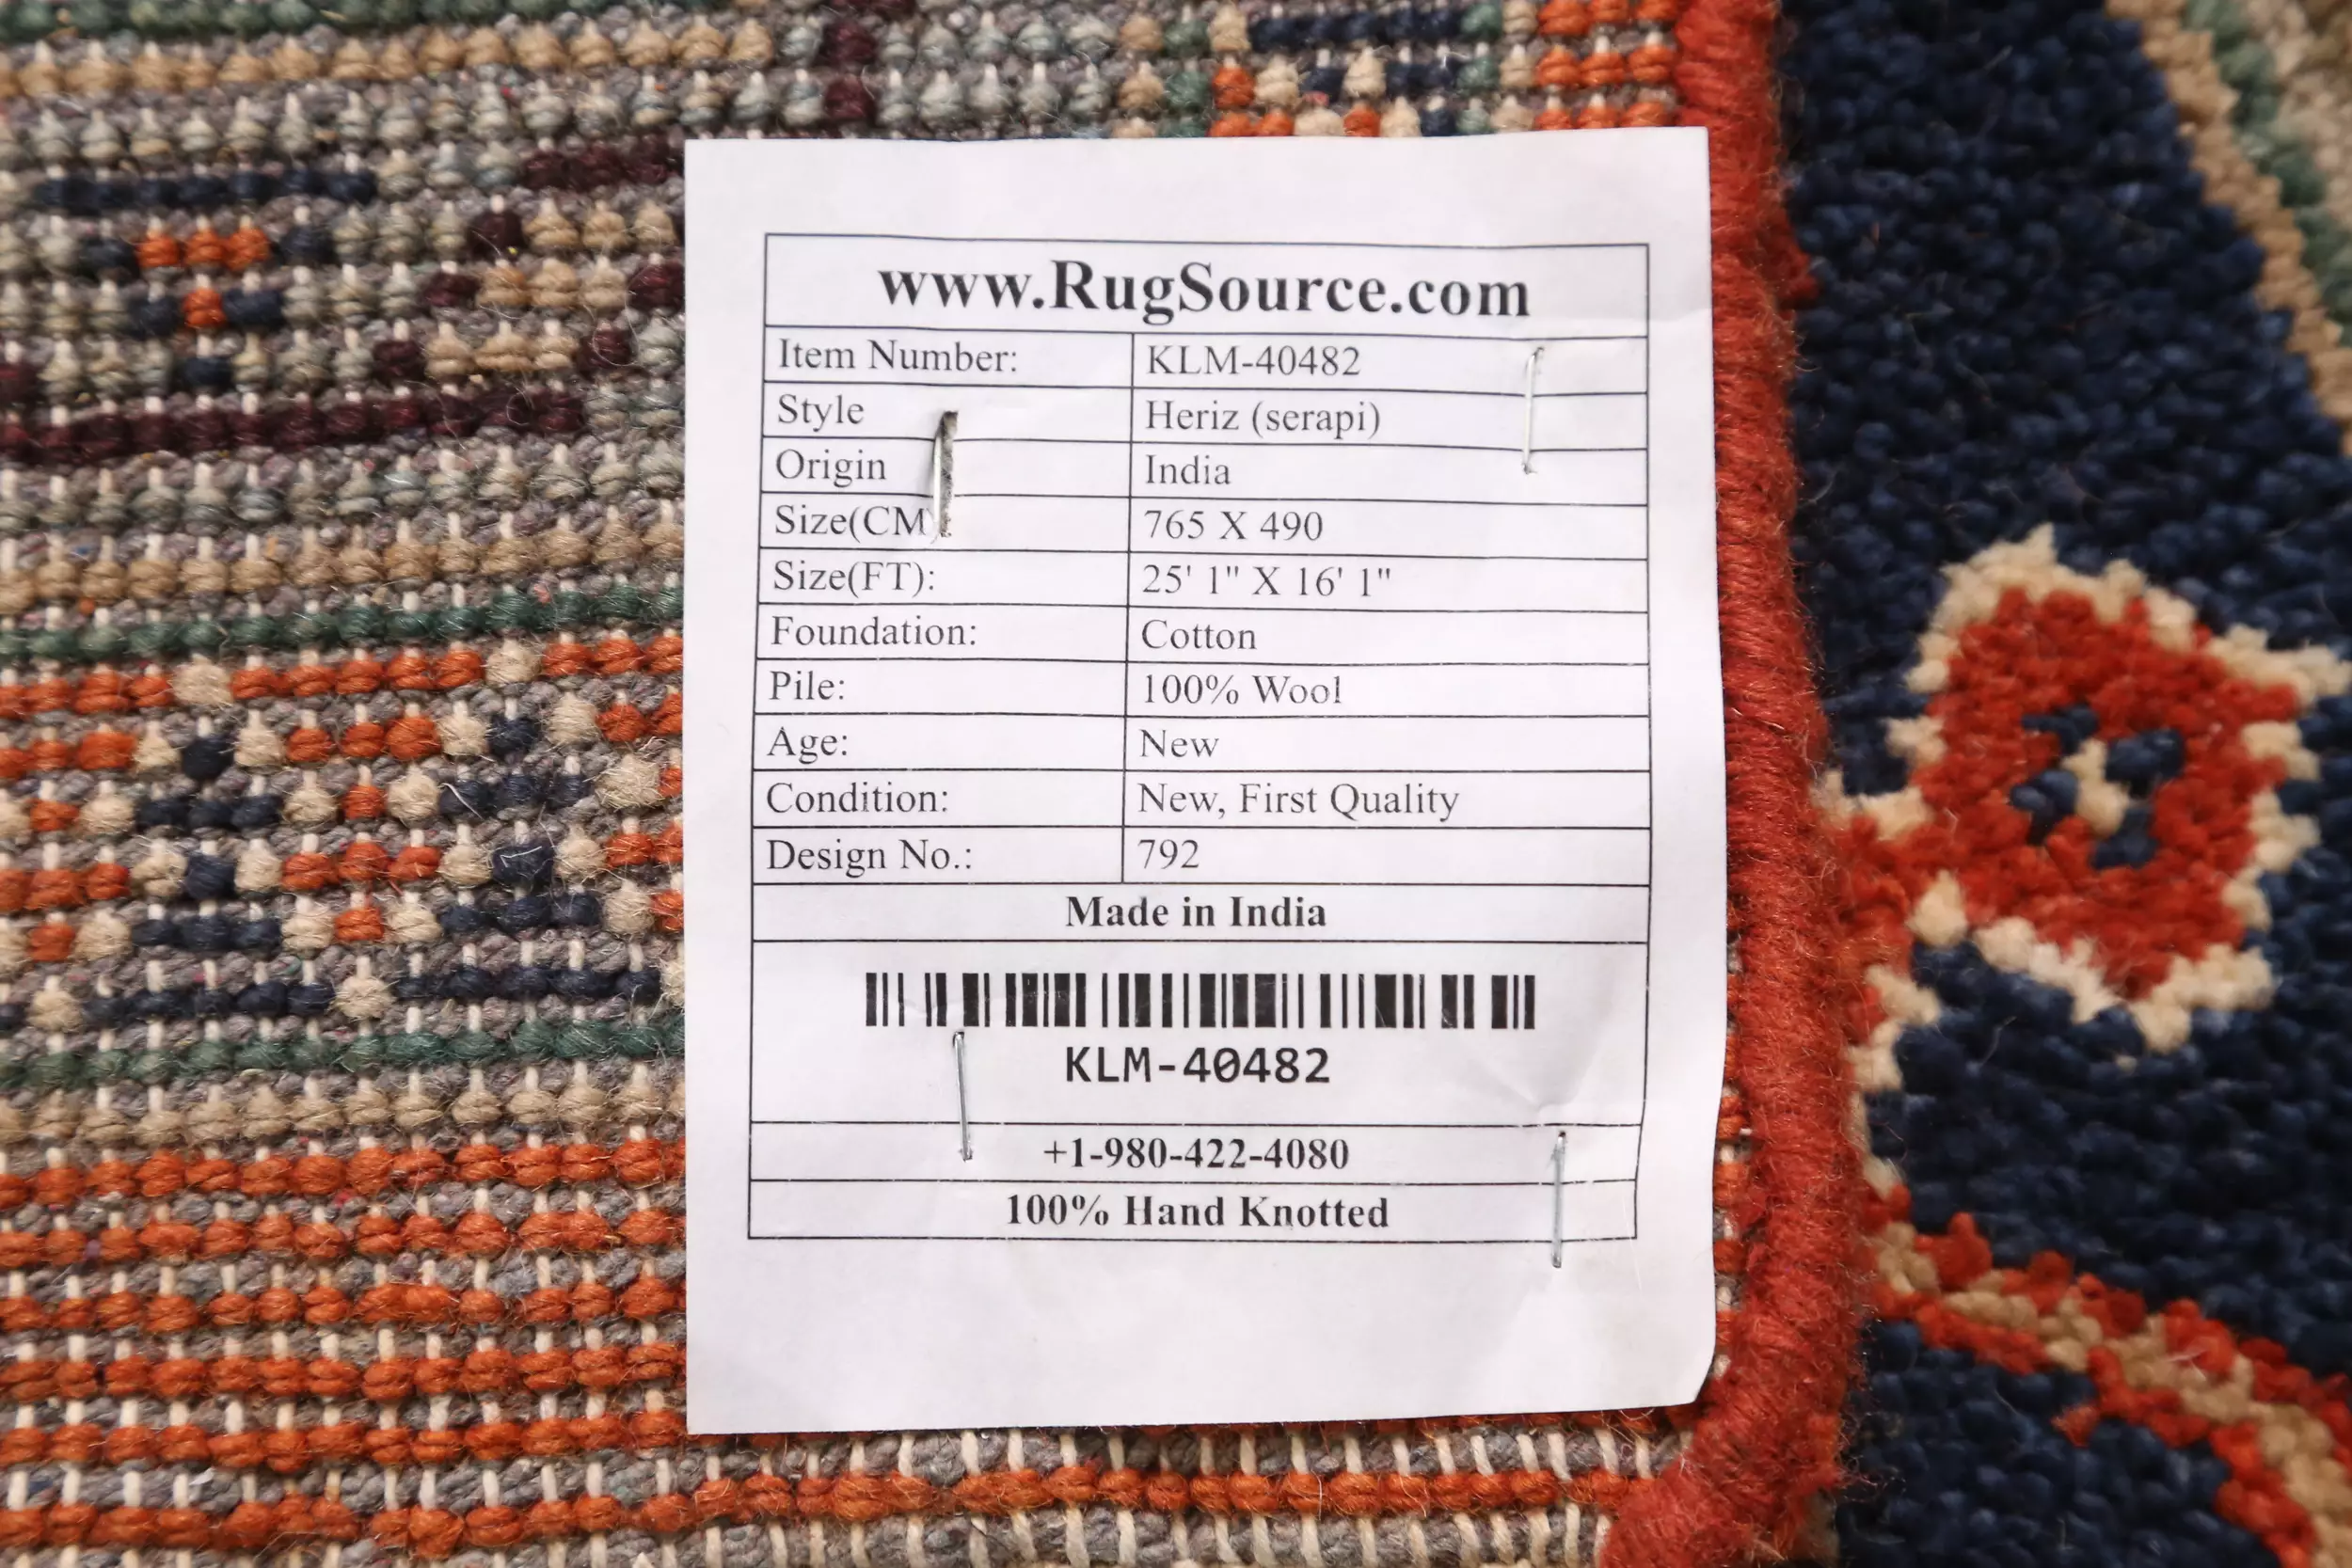 www.RugSource.com
Item Number: KLM-40482
Style Heriz (serapi)
Origin India
Size(CM) 765 X 490
Size(FT): 25' 1" X 16' 1"
Foundation: Cotton
Pile: 100% Wool
Age: New
Condition: New, First Quality
Design No.: 792
Made in India
KLM-40482
+1-980-422-4080
100% Hand Knotted